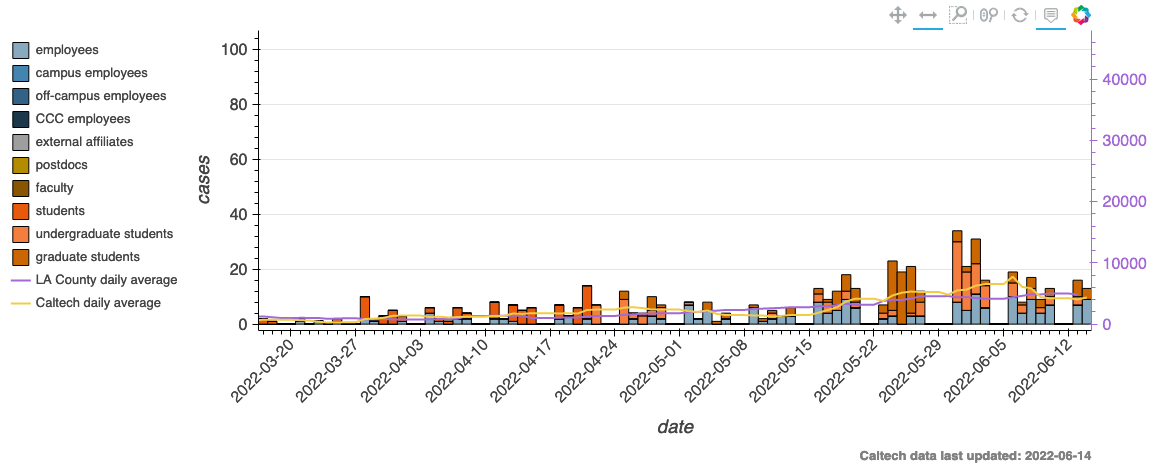 employees
campus employees
off-campus employees
CCC employees
external affiliates
postdocs
faculty
students
undergraduate students
graduate students
LA County daily average
Caltech daily average
cases
100
80
60
40
20
0
40000
30000
20000
10000
0
2022-03-20
2022-03-27
2022-04-03
2022-04-10
2022-04-17
2022-04-24
2022-05-01
2022-05-08
2022-05-15
2022-05-22
2022-05-29
2022-06-05
2022-06-12
date
Caltech data last updated: 2022-06-14